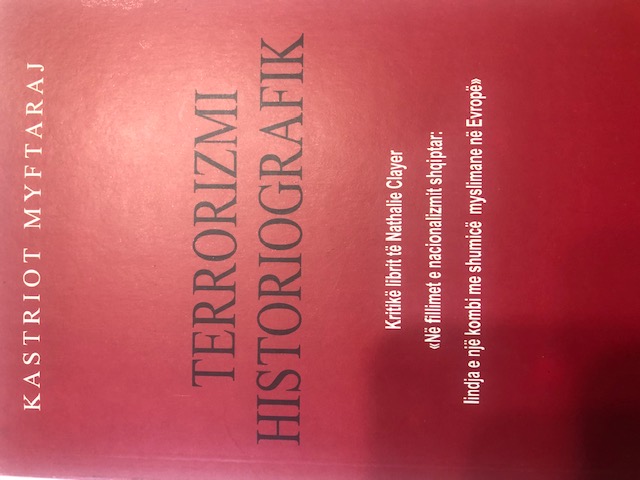 KASTRIOT MYFTARAJ
TERRORIZMI
HISTORIOGRAFIK
Kritikë librit të Nathalie Clayer
«Në fillimet e nacionalizmit shqiptar:
lindja e një kombi me shumicë myslimane në Evropë»